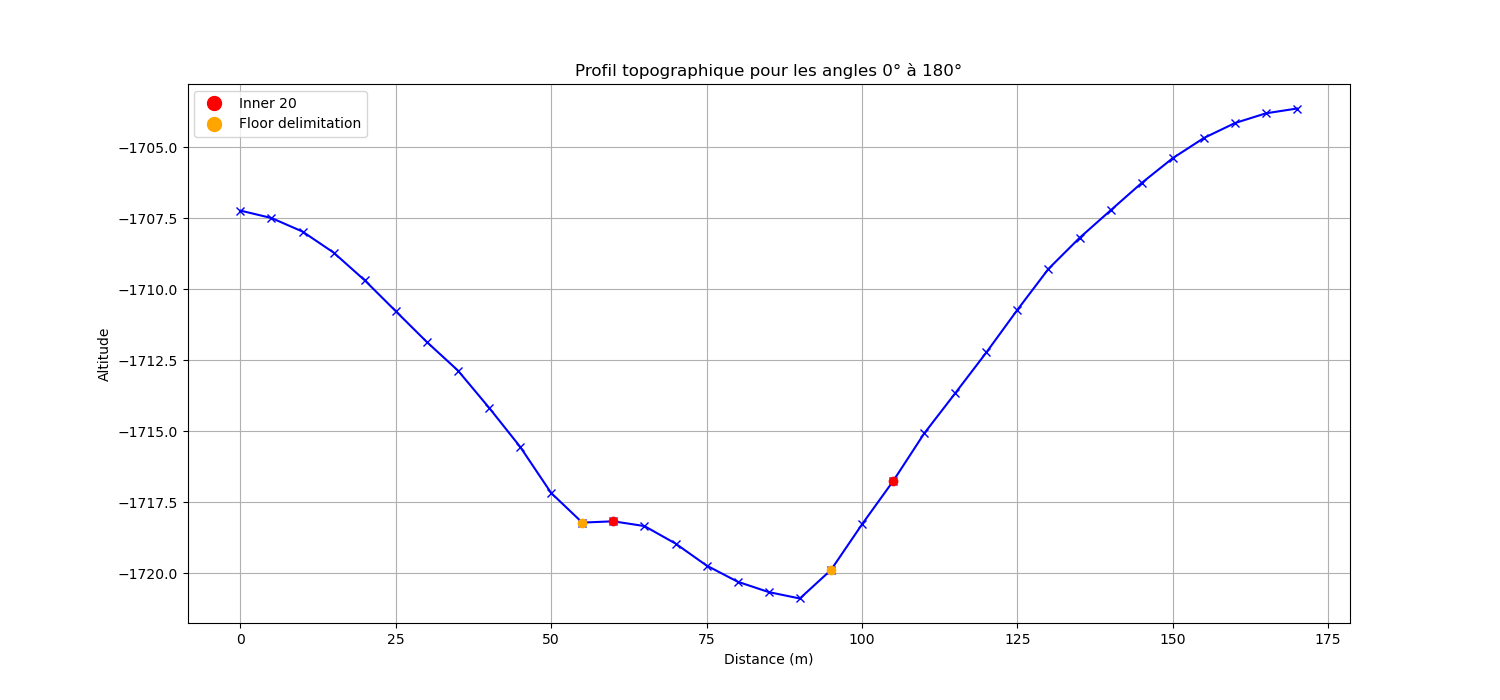 Profil topographique pour les angles 0° à 180°
Inner 20
Floor delimitation
−1705.0
−1707.5
−1710.0
−1712.5
−1715.0
−1717.5
−1720.0
Altitude
0 25 50 75 100 125 150 175
Distance (m)